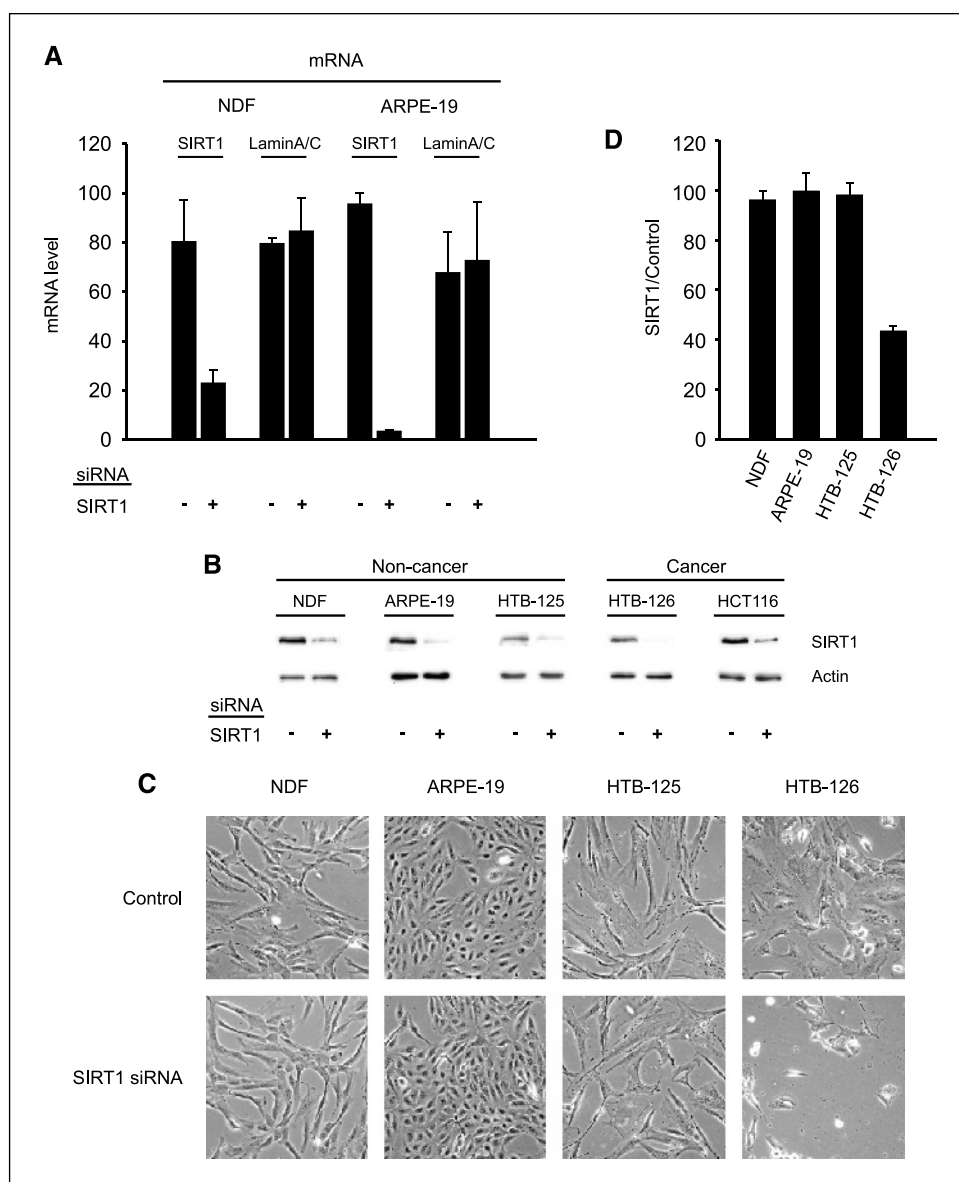 A
mRNA
NDF ARPE-19
SIRT1 LaminA/C SIRT1 LaminA/C
120
100
80
60
40
20
0
mRNA level
siRNA
SIRT1 - + - + - + - +
D
120
100
80
60
40
20
0
SIRT1/Control
NDF
ARPE-19
HTB-125
HTB-126
B
Non-cancer Cancer
NDF ARPE-19 HTB-125 HTB-126 HCT116
SIRT1
Actin
siRNA
SIRT1 - + - + - + - + - +
C
NDF ARPE-19 HTB-125 HTB-126
Control
SIRT1 siRNA